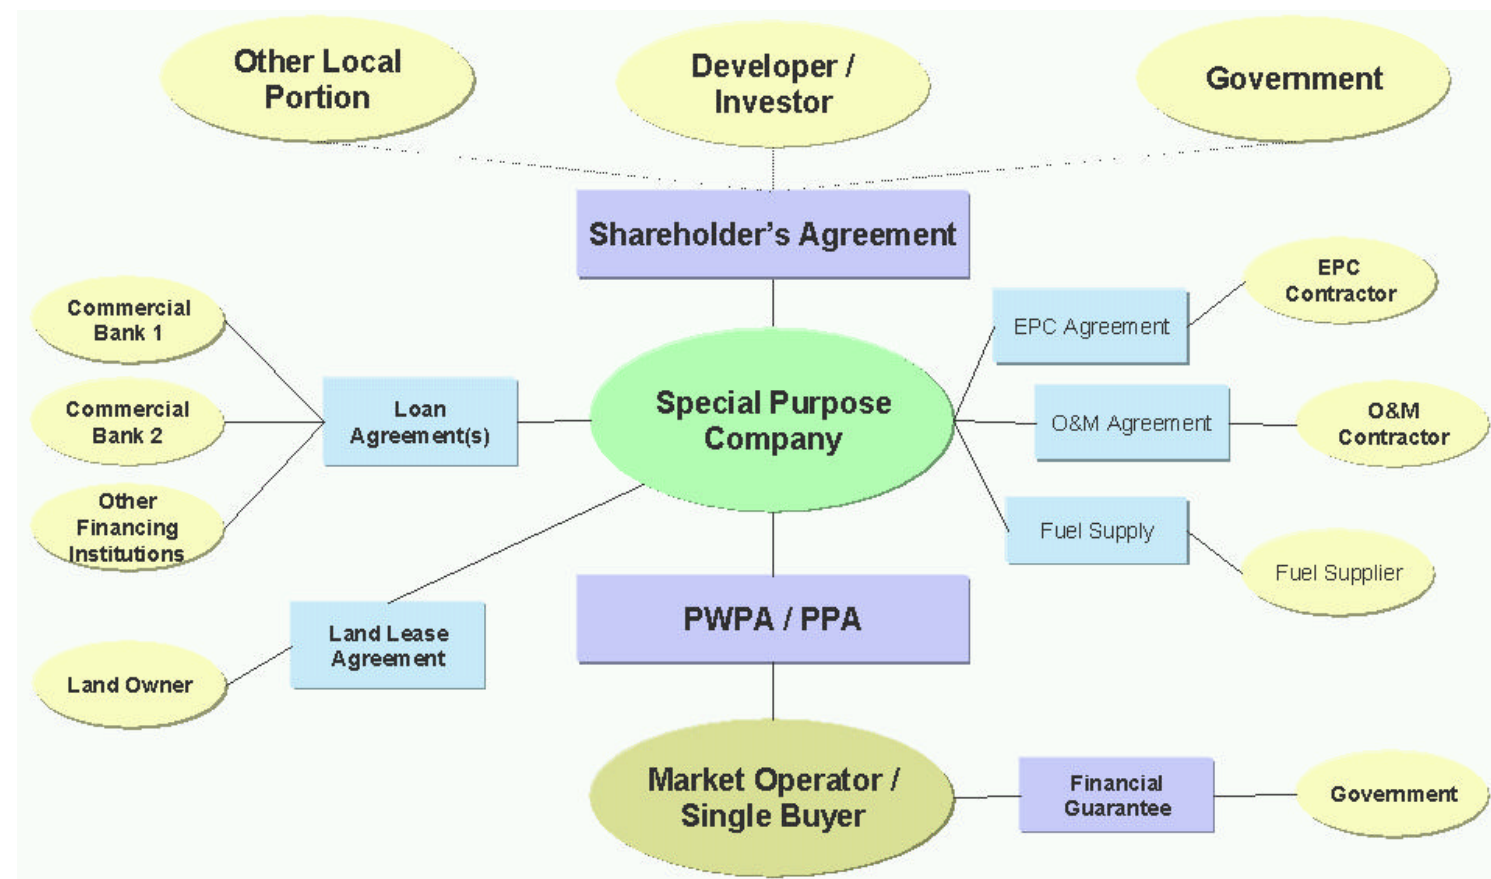 Other Local
Portion
Developer /
Investor
Government
Shareholder's Agreement
Commercial
Bank 1
Commercial
Bank 2
Other
Financing
Institutions
Loan
Agreement(s)
Special Purpose
Company
EPC Agreement
EPC
Contractor
O&M Agreement
O&M
Contractor
Fuel Supply
Fuel Supplier
Land Lease
Agreement
Land Owner
PWPA / PPA
Market Operator /
Single Buyer
Financial
Guarantee
Government